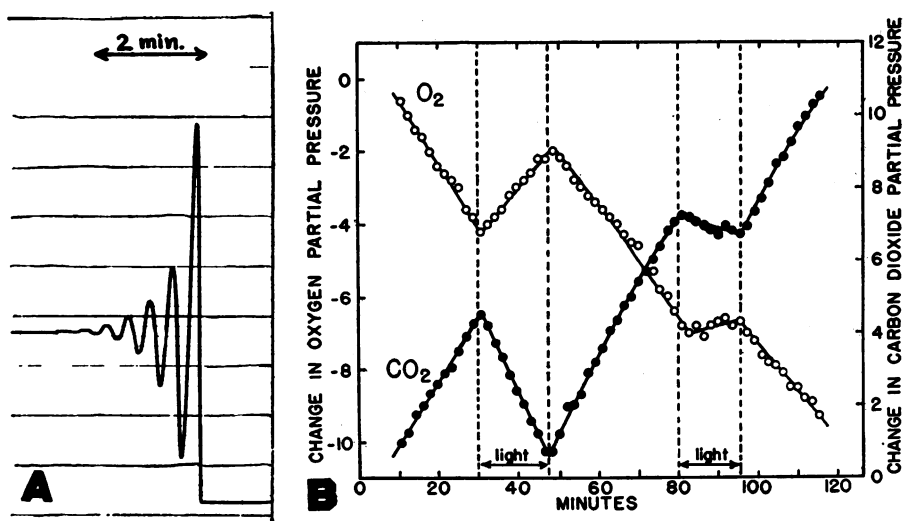 2 min.
A
CHANGE IN OXYGEN PARTIAL PRESSURE
0
-2
-4
-6
-8
-10
O2
CO2
light
light
0 20 40 60 80 100 120
MINUTES
12
10
8
6
4
2
0
CHANGE IN CARBON DIOXIDE PARTIAL PRESSURE
B